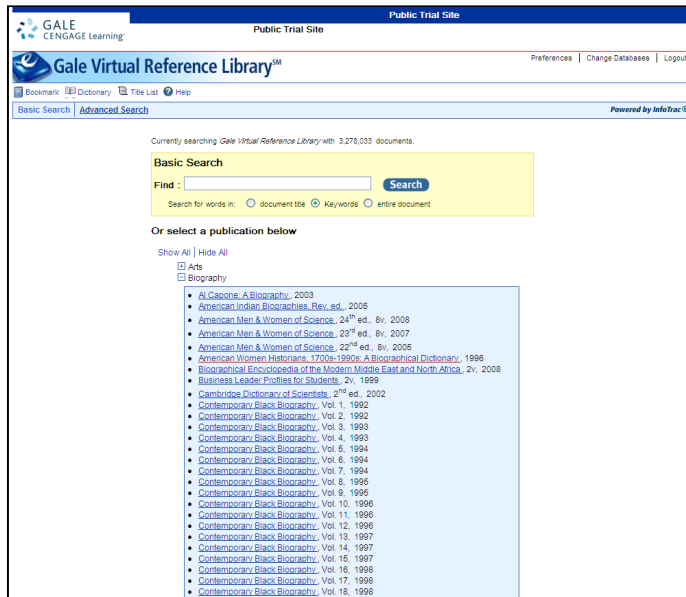 Public Trial Site
GALE
CENGAGE Learning
Public Trial Site
Gale Virtual Reference Library℠
Preferences | Change Databases | Logout
Bookmark Dictionary Title List Help
Basic Search | Advanced Search
Powered by InfoTrac®
Currently searching Gale Virtual Reference Library with 3,278,033 documents.
Basic Search
Find :
Search
Search for words in: document title Keywords entire document
Or select a publication below
Show All | Hide All
Arts
Biography
Al Capone: A Biography , 2003
American Indian Biographies, Rev. ed. , 2005
American Men & Women of Science , 24th ed., 8v, 2008
American Men & Women of Science , 23rd ed., 8v, 2007
American Men & Women of Science , 22nd ed., 8v, 2005
American Women Historians, 1700s-1990s: A Biographical Dictionary , 1996
Biographical Encyclopedia of the Modern Middle East and North Africa , 2v, 2008
Business Leader Profiles for Students , 2v, 1999
Cambridge Dictionary of Scientists , 2nd ed., 2002
Contemporary Black Biography , Vol. 1, 1992
Contemporary Black Biography , Vol. 2, 1992
Contemporary Black Biography , Vol. 3, 1993
Contemporary Black Biography , Vol. 4, 1993
Contemporary Black Biography , Vol. 5, 1994
Contemporary Black Biography , Vol. 6, 1994
Contemporary Black Biography , Vol. 7, 1994
Contemporary Black Biography , Vol. 8, 1995
Contemporary Black Biography , Vol. 9, 1995
Contemporary Black Biography , Vol. 10, 1996
Contemporary Black Biography , Vol. 11, 1996
Contemporary Black Biography , Vol. 12, 1996
Contemporary Black Biography , Vol. 13, 1997
Contemporary Black Biography , Vol. 14, 1997
Contemporary Black Biography , Vol. 15, 1997
Contemporary Black Biography , Vol. 16, 1998
Contemporary Black Biography , Vol. 17, 1998
Contemporary Black Biography , Vol. 18, 1998